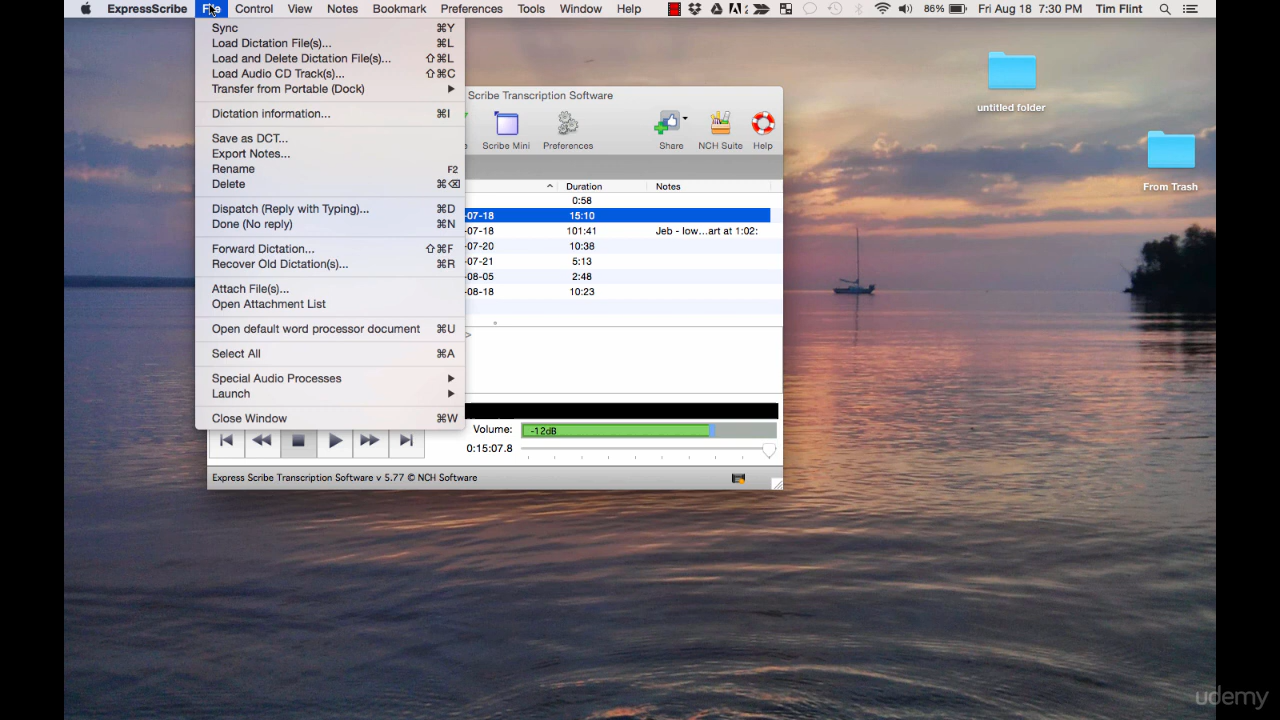 ExpressScribe File Control View Notes Bookmark Preferences Tools Window Help 86% Fri Aug 18 7:30 PM Tim Flint
Sync ⌘Y
Load Dictation File(s)... ⌘L
Load and Delete Dictation File(s)... ⇧⌘L
Load Audio CD Track(s)... ⇧⌘C
Transfer from Portable (Dock)
Dictation information... ⌘I
Save as DCT...
Export Notes...
Rename F2
Delete ⌘⌫
Dispatch (Reply with Typing)... ⌘D
Done (No reply) ⌘N
Forward Dictation... ⇧⌘F
Recover Old Dictation(s)... ⌘R
Attach File(s)...
Open Attachment List
Open default word processor document ⌘U
Select All ⌘A
Special Audio Processes
Launch
Close Window ⌘W
Scribe Transcription Software
Scribe Mini Preferences Share NCH Suite Help
Duration Notes
0:58
-07-18 15:10
-07-18 101:41 Jeb - low...art at 1:02:
-07-20 10:38
-07-21 5:13
-08-05 2:48
-08-18 10:23
Volume: -12dB
0:15:07.8
Express Scribe Transcription Software v 5.77 © NCH Software
untitled folder
From Trash
udemy